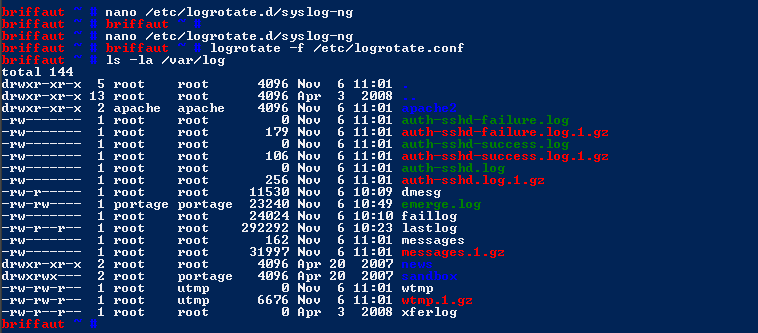 briffaut ~ # nano /etc/logrotate.d/syslog-ng
briffaut ~ # briffaut ~ #
briffaut ~ # nano /etc/logrotate.d/syslog-ng
briffaut ~ # briffaut ~ # logrotate -f /etc/logrotate.conf
briffaut ~ # ls -la /var/log
total 144
drwxr-xr-x 5 root root 4096 Nov 6 11:01 .
drwxr-xr-x 13 root root 4096 Apr 3 2008 ..
drwxr-xr-x 2 apache apache 4096 Nov 6 11:01
-rw------- 1 root root 0 Nov 6 11:01 auth-sshd-failure.log
-rw------- 1 root root 179 Nov 6 11:01 auth-sshd-failure.log.1.gz
-rw------- 1 root root 0 Nov 6 11:01 auth-sshd-success.log
-rw------- 1 root root 106 Nov 6 11:01 auth-sshd-success.log.1.gz
-rw------- 1 root root 0 Nov 6 11:01 auth-sshd.log
-rw------- 1 root root 256 Nov 6 11:01 auth-sshd.log.1.gz
-rw-r----- 1 root root 11530 Nov 6 10:09 dmesg
-rw-rw---- 1 portage portage 23240 Nov 6 10:49 emerge.log
-rw------- 1 root root 24024 Nov 6 10:10 faillog
-rw-r--r-- 1 root root 292292 Nov 6 10:23 lastlog
-rw------- 1 root root 162 Nov 6 11:01 messages
-rw------- 1 root root 31997 Nov 6 11:01 messages.1.gz
drwxr-xr-x 2 root root 4096 Apr 20 2007 news
drwxrwx--- 2 root portage 4096 Apr 20 2007 sandbox
-rw-rw-r-- 1 root utmp 0 Nov 6 11:01 wtmp
-rw-rw-r-- 1 root utmp 6676 Nov 6 11:01 wtmp.1.gz
-rw-r--r-- 1 root root 0 Apr 3 2008 xferlog
briffaut ~ #